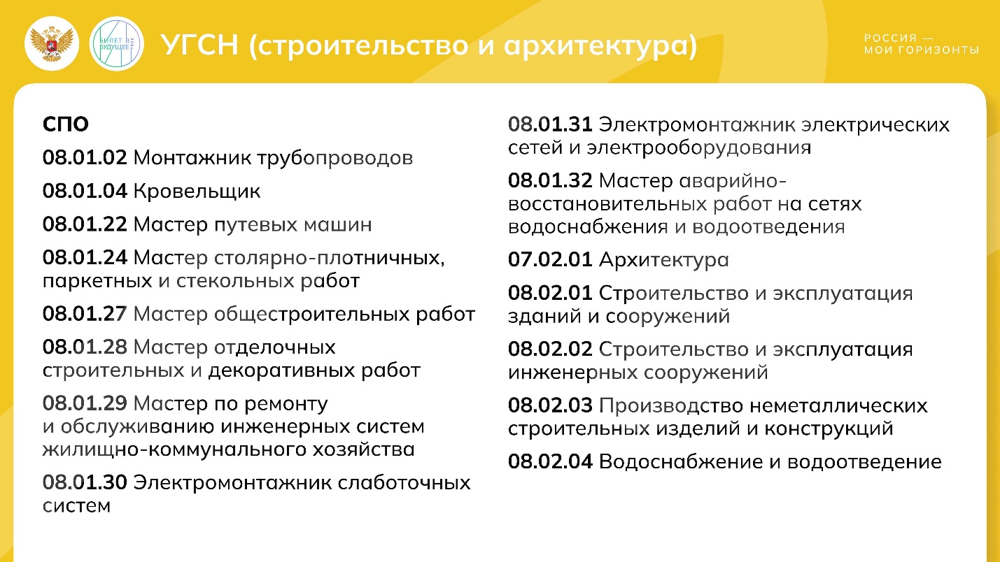 БИЛЕТ В
БУДУЩЕЕ
ТВОЕ
УГСН (строительство и архитектура)
РОССИЯ —
МОИ ГОРИЗОНТЫ
СПО
08.01.02 Монтажник трубопроводов
08.01.04 Кровельщик
08.01.22 Мастер путевых машин
08.01.24 Мастер столярно-плотничных,
паркетных и стекольных работ
08.01.27 Мастер общестроительных работ
08.01.28 Мастер отделочных
строительных и декоративных работ
08.01.29 Мастер по ремонту
и обслуживанию инженерных систем
жилищно-коммунального хозяйства
08.01.30 Электромонтажник слаботочных
систем
08.01.31 Электромонтажник электрических
сетей и электрооборудования
08.01.32 Мастер аварийно-
восстановительных работ на сетях
водоснабжения и водоотведения
07.02.01 Архитектура
08.02.01 Строительство и эксплуатация
зданий и сооружений
08.02.02 Строительство и эксплуатация
инженерных сооружений
08.02.03 Производство неметаллических
строительных изделий и конструкций
08.02.04 Водоснабжение и водоотведение